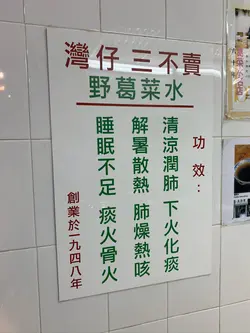 灣仔 三不賣
野葛菜水
功效：
清涼潤肺 下火化痰
解暑散熱 肺燥熱咳
睡眠不足 痰火骨火
創業於一九四八年